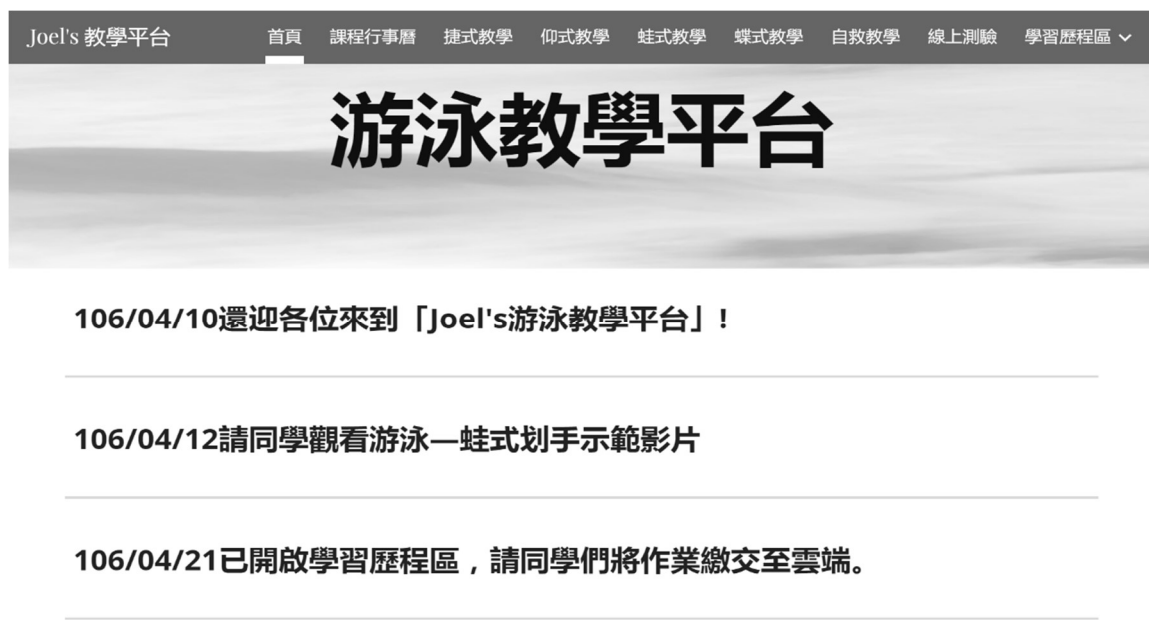 Joel's 教學平台 首頁 課程行事曆 捷式教學 仰式教學 蛙式教學 蝶式教學 自救教學 線上測驗 學習歷程區
游泳教學平台
106/04/10還迎各位來到「Joel's游泳教學平台」!
106/04/12請同學觀看游泳—蛙式划手示範影片
106/04/21已開啟學習歷程區，請同學們將作業繳交至雲端。